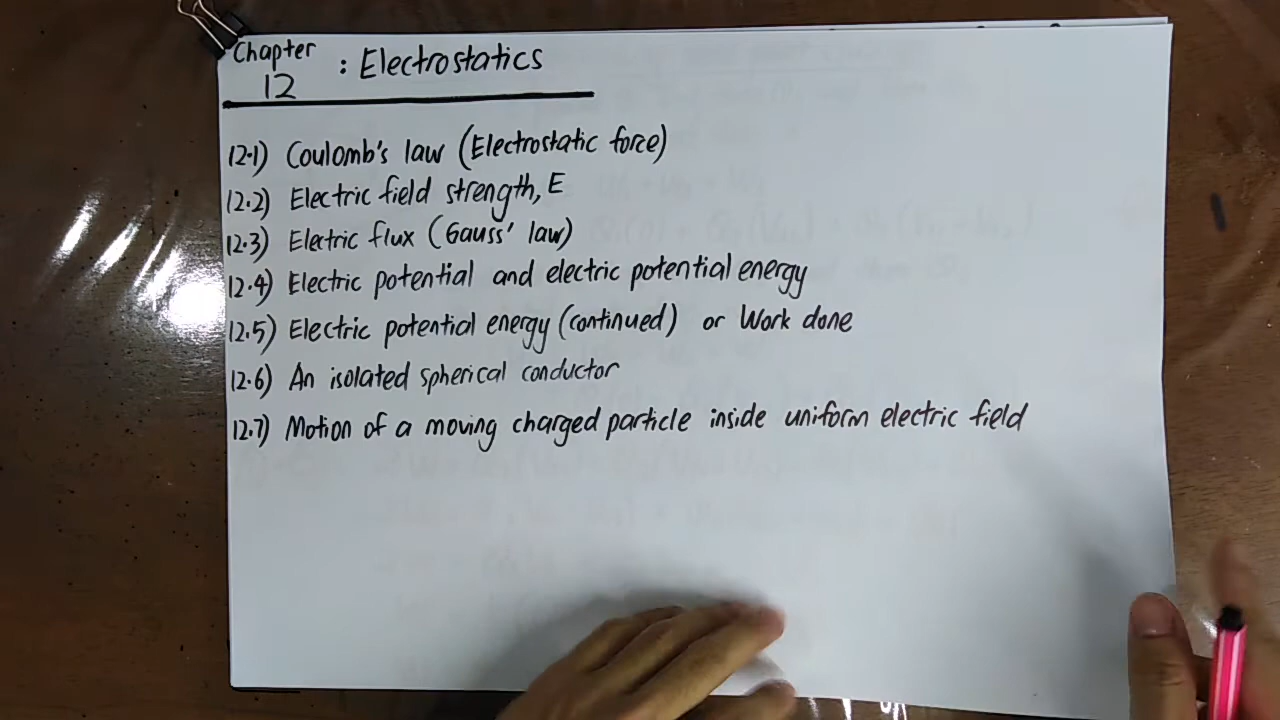 Chapter 12 : Electrostatics
12.1) Coulomb's law (Electrostatic force)
12.2) Electric field strength, E
12.3) Electric flux (Gauss' law)
12.4) Electric potential and electric potential energy
12.5) Electric potential energy (continued) or Work done
12.6) An isolated spherical conductor
12.7) Motion of a moving charged particle inside uniform electric field